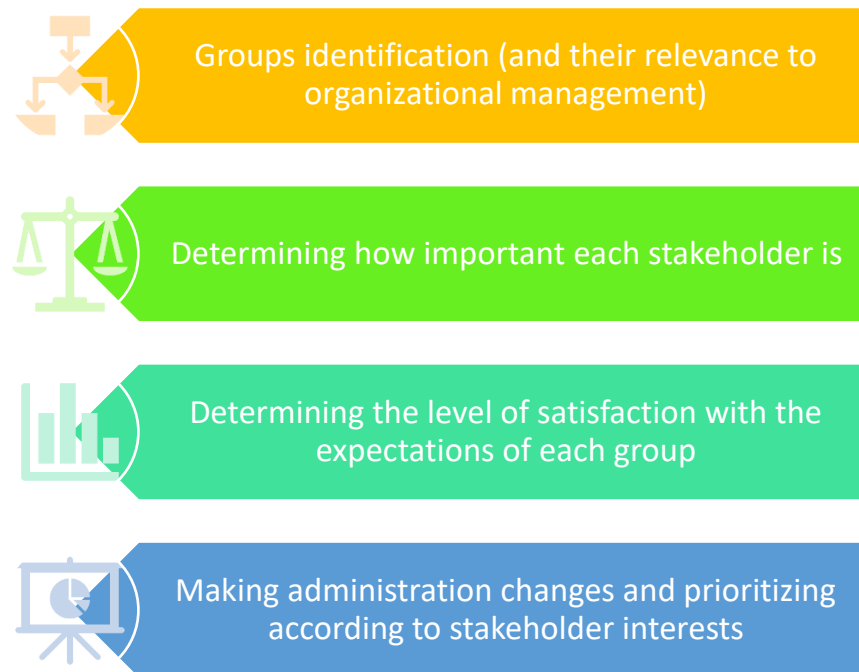 Groups identification (and their relevance to
organizational management)
Determining how important each stakeholder is
Determining the level of satisfaction with the
expectations of each group
Making administration changes and prioritizing
according to stakeholder interests